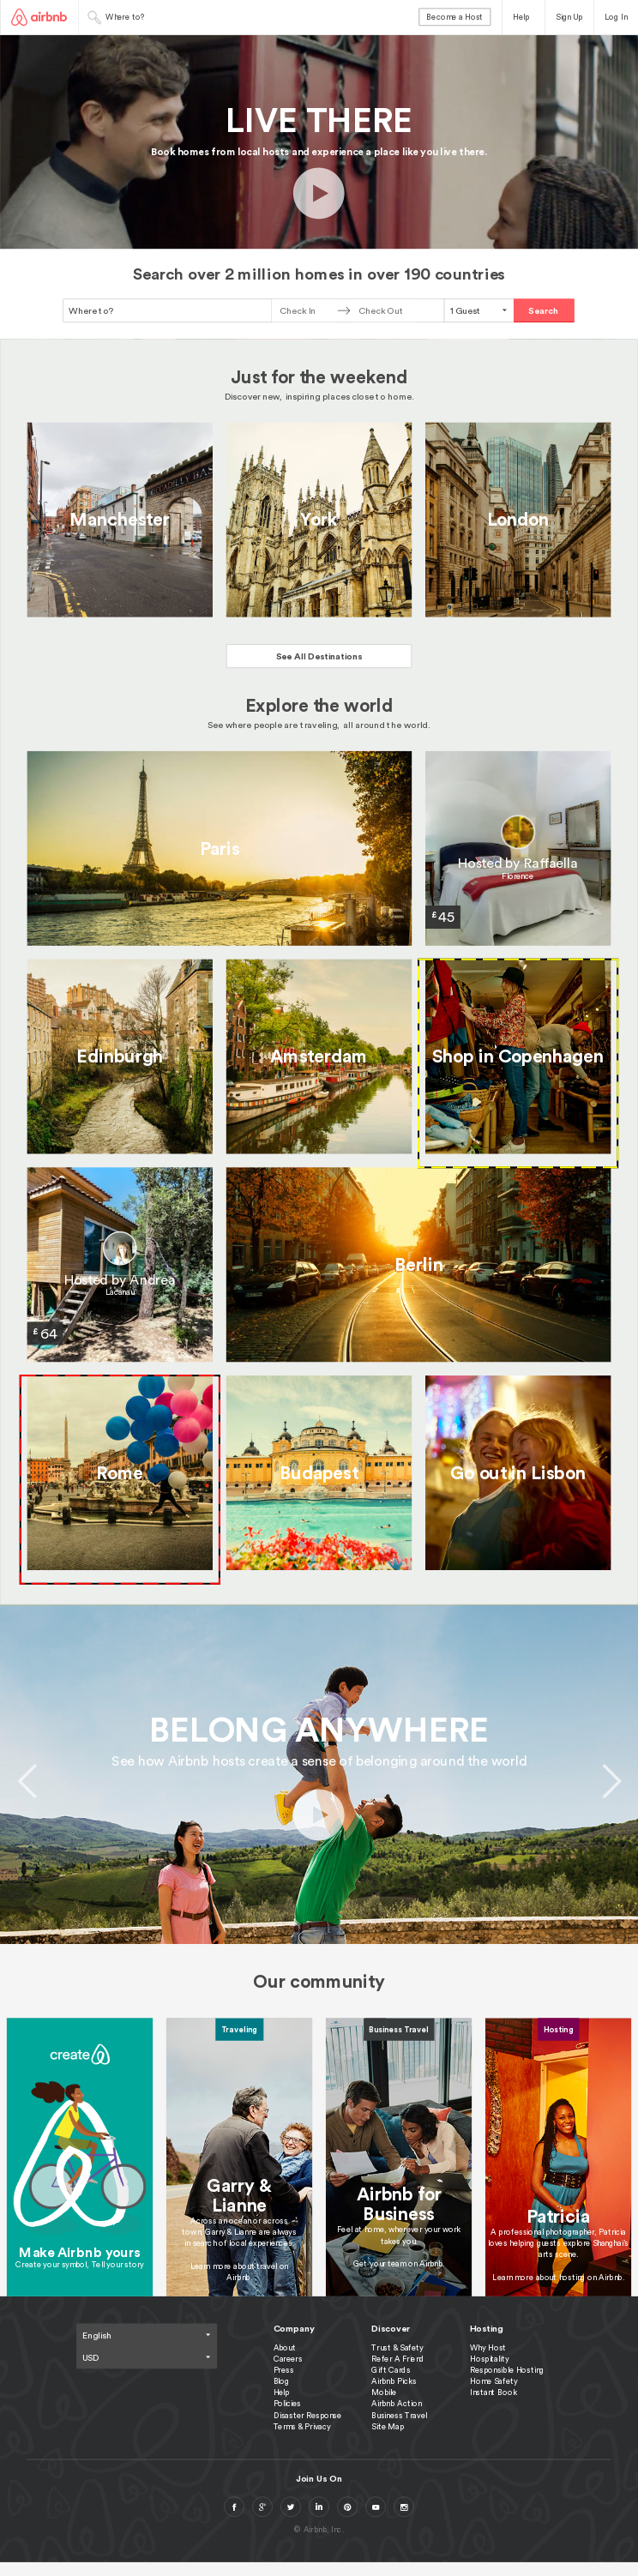 airbnb
Where to?
Become a Host
Help
Sign Up
Log In
LIVE THERE
Book homes from local hosts and experience a place like you live there.
Search over 2 million homes in over 190 countries
Where to?
Check In
Check Out
1 Guest
Search
Just for the weekend
Discover new, inspiring places close to home.
Manchester
York
London
See All Destinations
Explore the world
See where people are traveling, all around the world.
Paris
Hosted by Raffaella
Florence
£45
Edinburgh
Amsterdam
Shop in Copenhagen
Hosted by Andrea
Lacanau
£64
Berlin
Rome
Budapest
Go out in Lisbon
BELONG ANYWHERE
See how Airbnb hosts create a sense of belonging around the world
Our community
create
Make Airbnb yours
Create your symbol, Tell your story
Traveling
Garry &
Lianne
Across an ocean or across
town, Garry & Lianne are always
in search of local experiences.
Learn more about travel on
Airbnb
Business Travel
Airbnb for
Business
Feel at home, wherever your work
takes you.
Get your team on Airbnb.
Hosting
Patricia
A professional photographer, Patricia
loves helping guests explore Shanghai's
arts scene.
Learn more about hosting on Airbnb.
English
USD
Company
About
Careers
Press
Blog
Help
Policies
Disaster Response
Terms & Privacy
Discover
Trust & Safety
Refer A Friend
Gift Cards
Airbnb Picks
Mobile
Airbnb Action
Business Travel
Site Map
Hosting
Why Host
Hospitality
Responsible Hosting
Home Safety
Instant Book
Join Us On
© Airbnb, Inc.